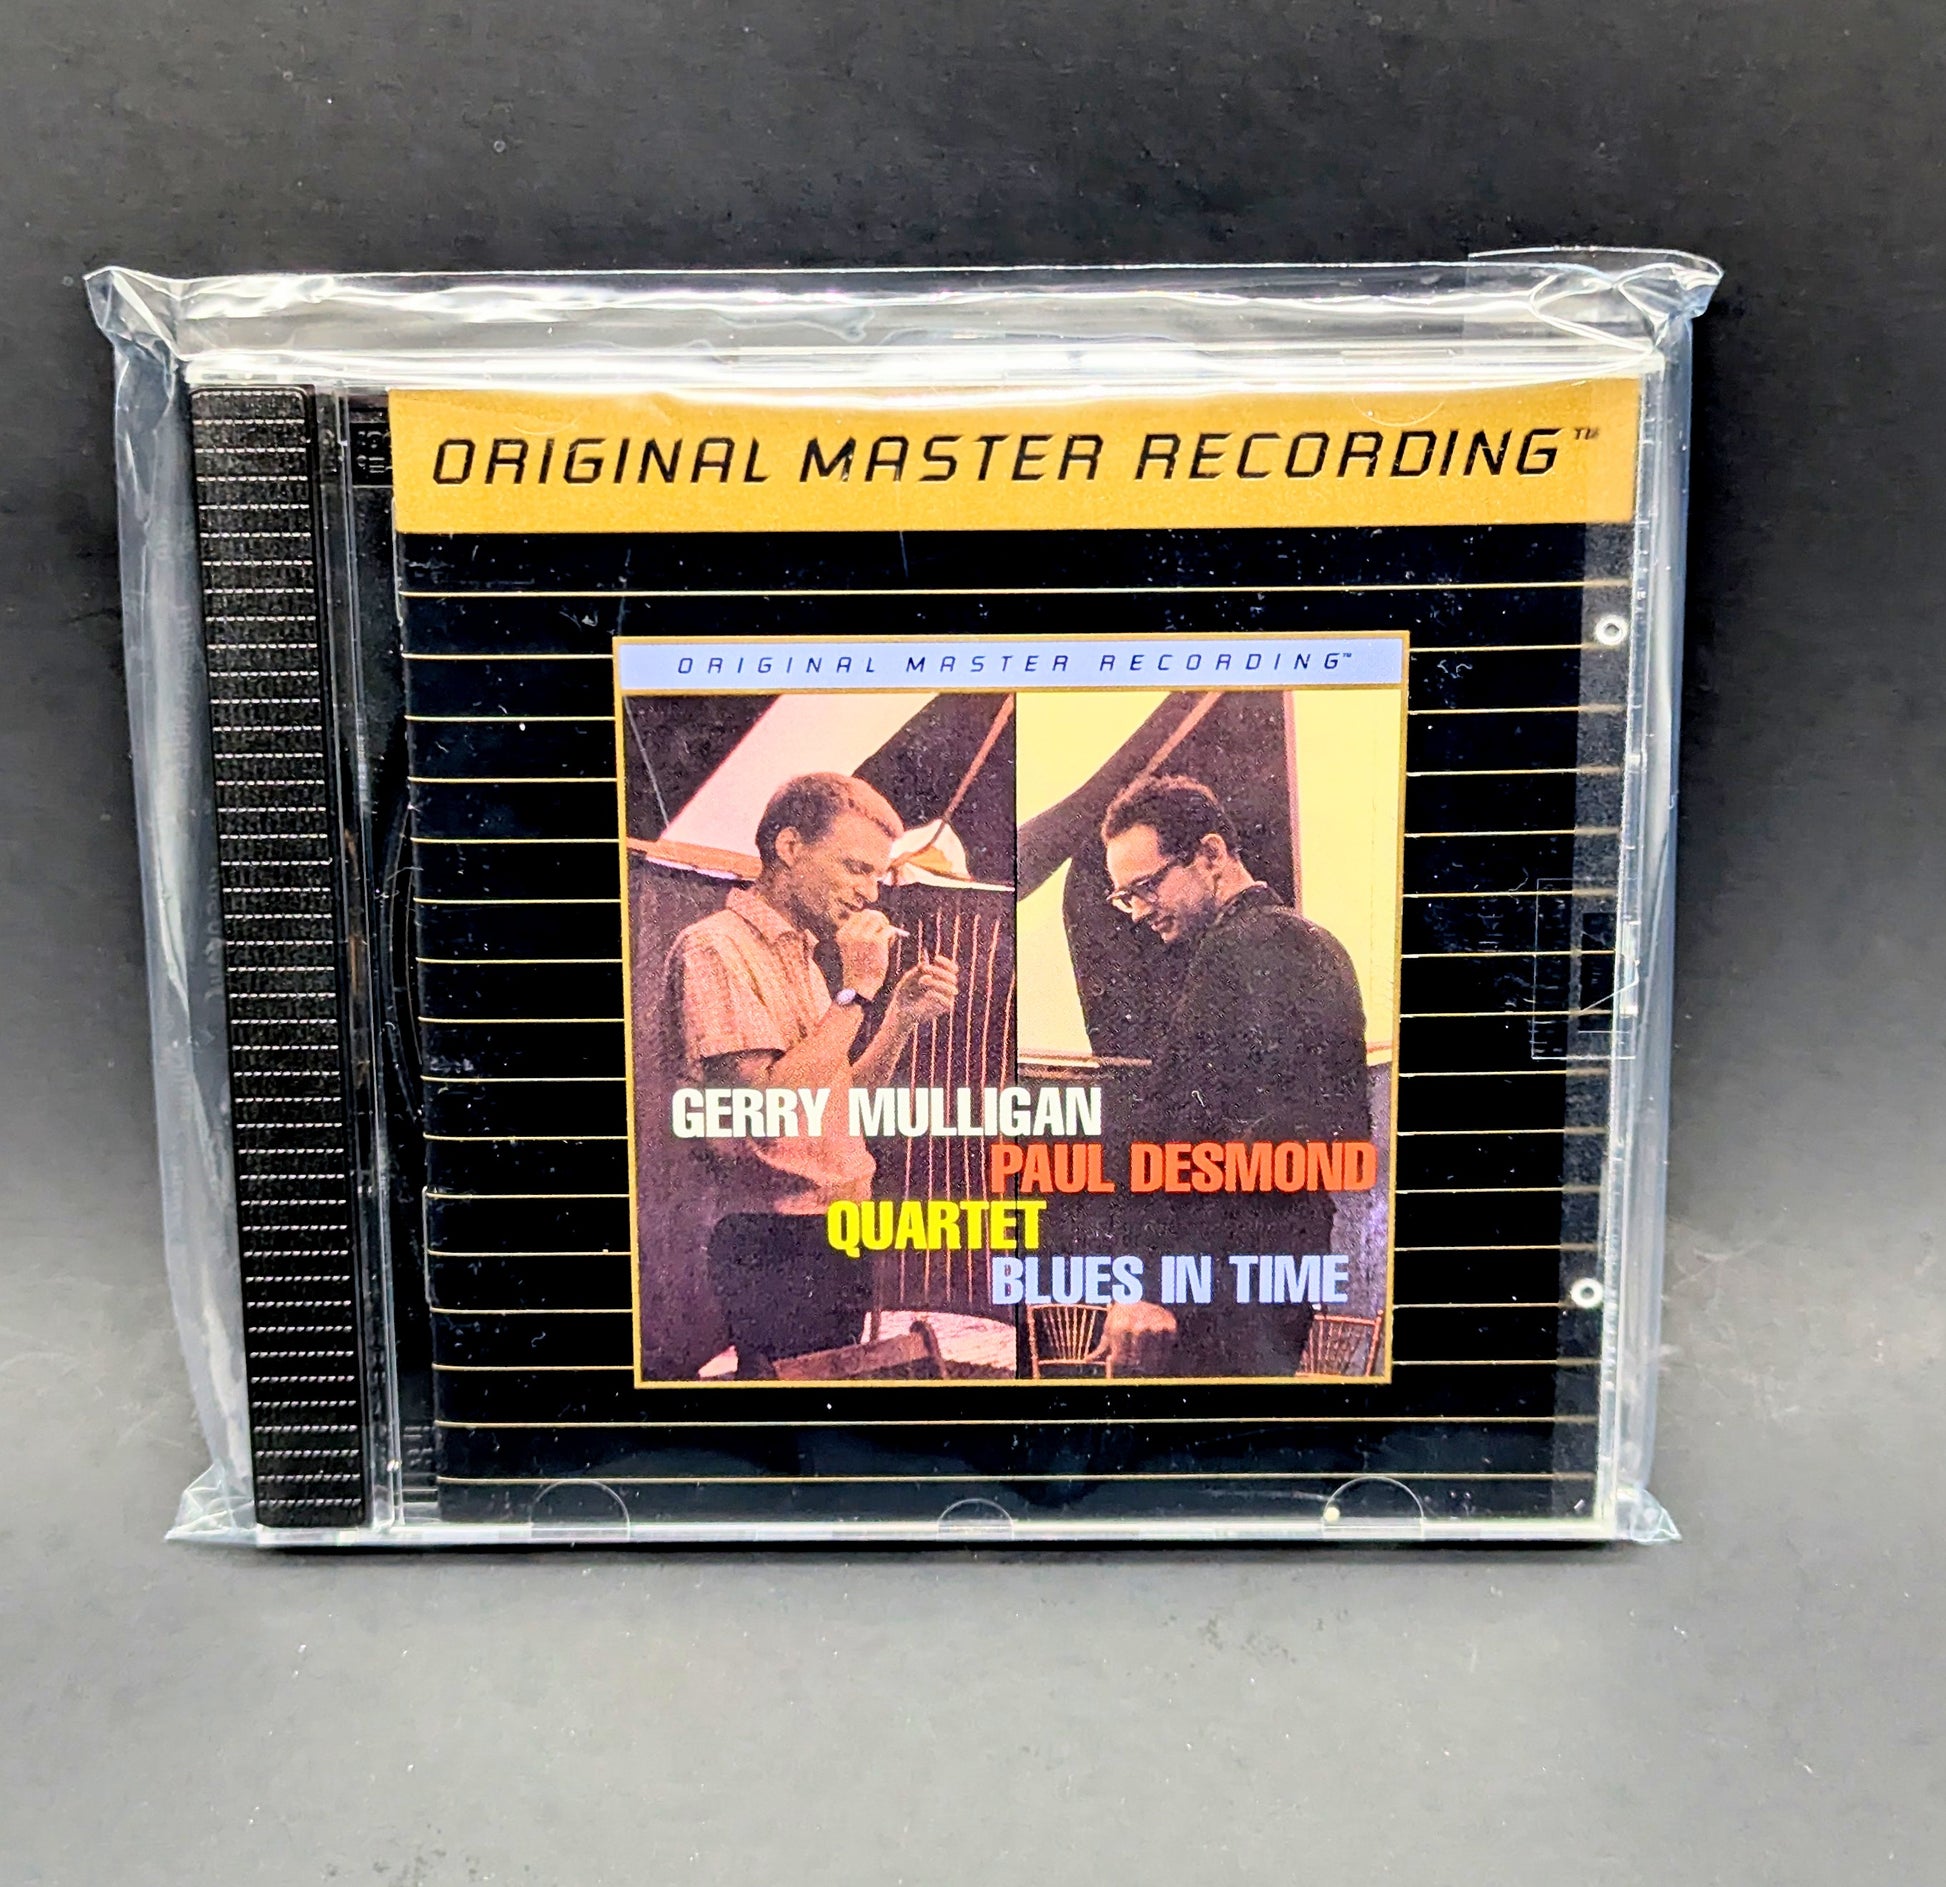 ORIGINAL MASTER RECORDING™
ORIGINAL MASTER RECORDING™
GERRY MULLIGAN
PAUL DESMOND
QUARTET
BLUES IN TIME